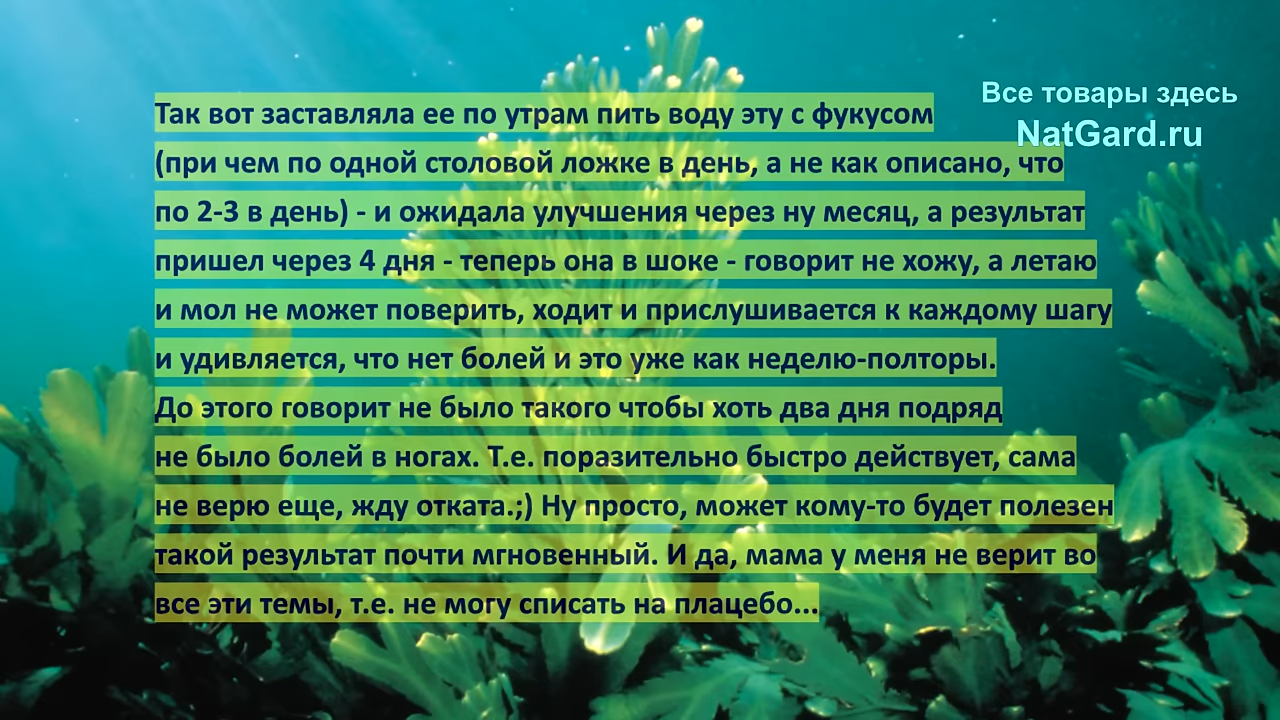 Все товары здесь
NatGard.ru
Так вот заставляла ее по утрам пить воду эту с фукусом
(при чем по одной столовой ложке в день, а не как описано, что
по 2-3 в день) - и ожидала улучшения через ну месяц, а результат
пришел через 4 дня - теперь она в шоке - говорит не хожу, а летаю
и мол не может поверить, ходит и прислушивается к каждому шагу
и удивляется, что нет болей и это уже как неделю-полторы.
До этого говорит не было такого чтобы хоть два дня подряд
не было болей в ногах. Т.е. поразительно быстро действует, сама
не верю еще, жду отката.;) Ну просто, может кому-то будет полезен
такой результат почти мгновенный. И да, мама у меня не верит во
все эти темы, т.е. не могу списать на плацебо...